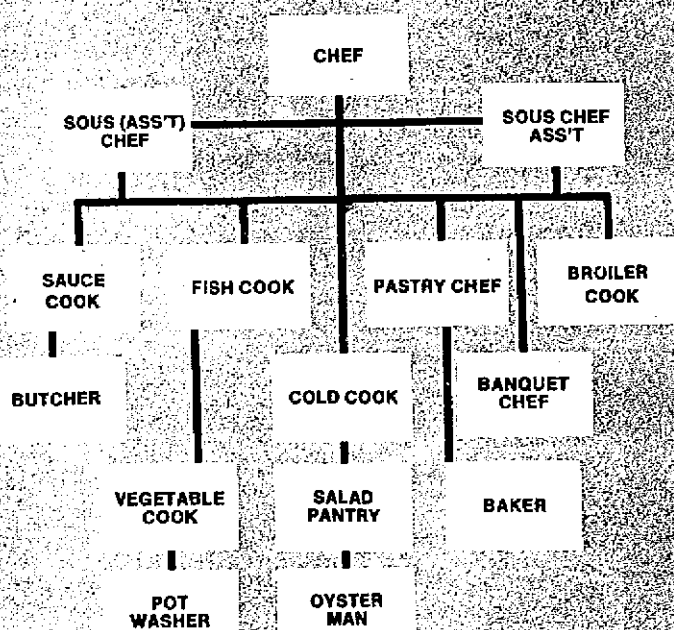 CHEF
SOUS (ASS'T)
CHEF
SOUS CHEF
ASS'T
SAUCE
COOK
FISH COOK
PASTRY CHEF
BROILER
COOK
BUTCHER
COLD COOK
BANQUET
CHEF
VEGETABLE
COOK
SALAD
PANTRY
BAKER
POT
WASHER
OYSTER
MAN